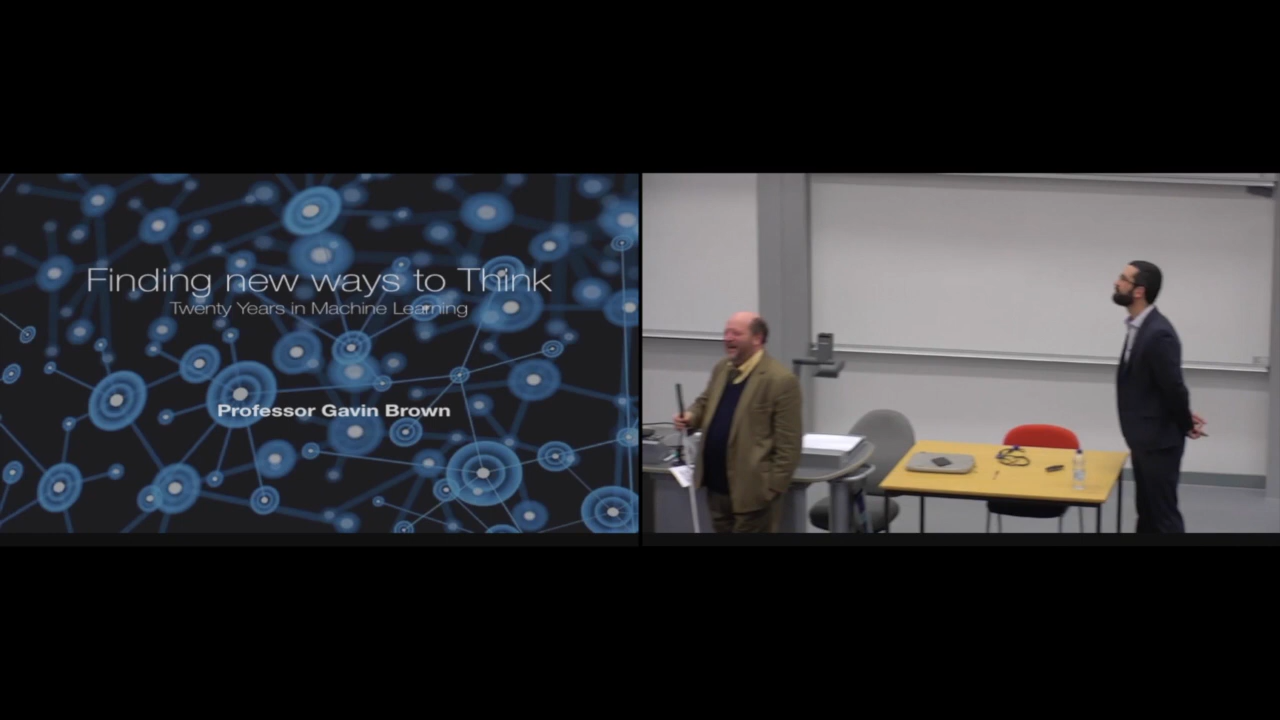 Finding new ways to Think
Twenty Years in Machine Learning
Professor Gavin Brown